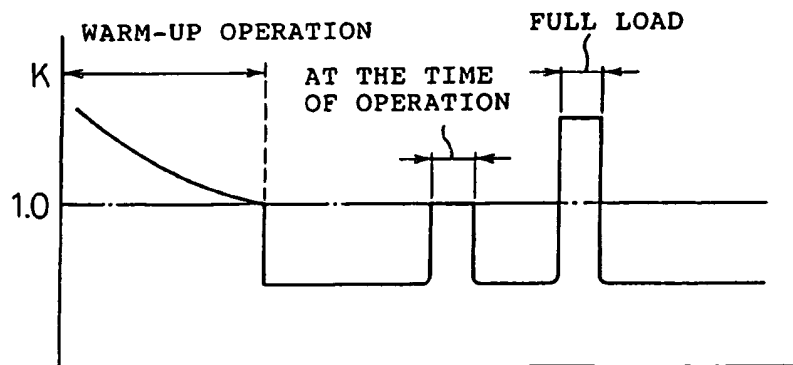 WARM-UP OPERATION
FULL LOAD
K
AT THE TIME
OF OPERATION
1.0